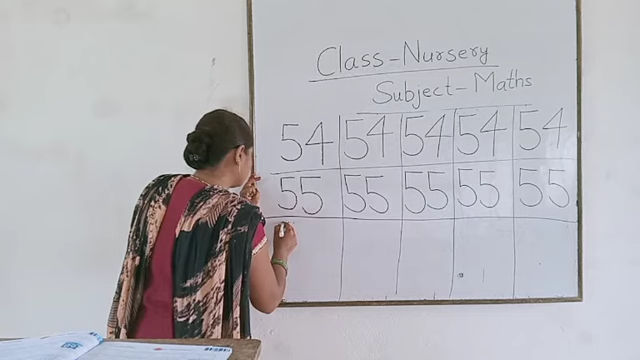 Class - Nursery
Subject - Maths
54 54 54 54 54
55 55 55 55 55